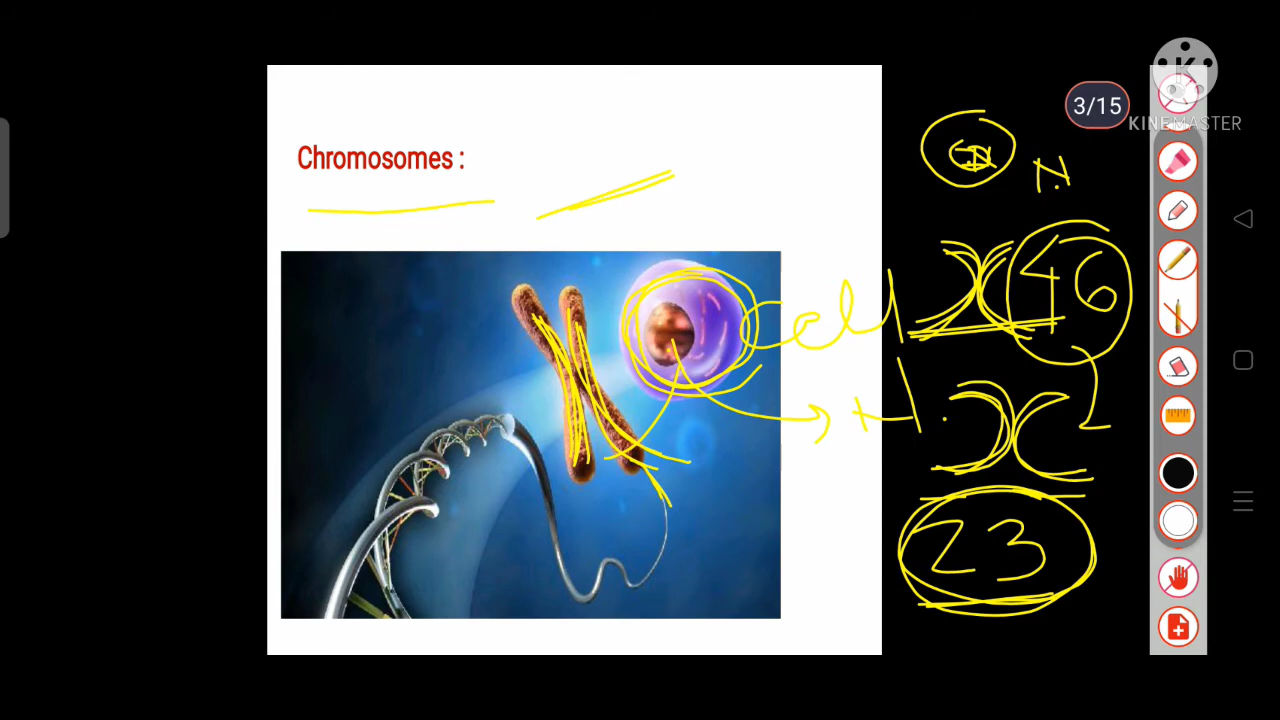 3/15
KINEMASTER
Chromosomes :
N.
46
Cell
N.
23